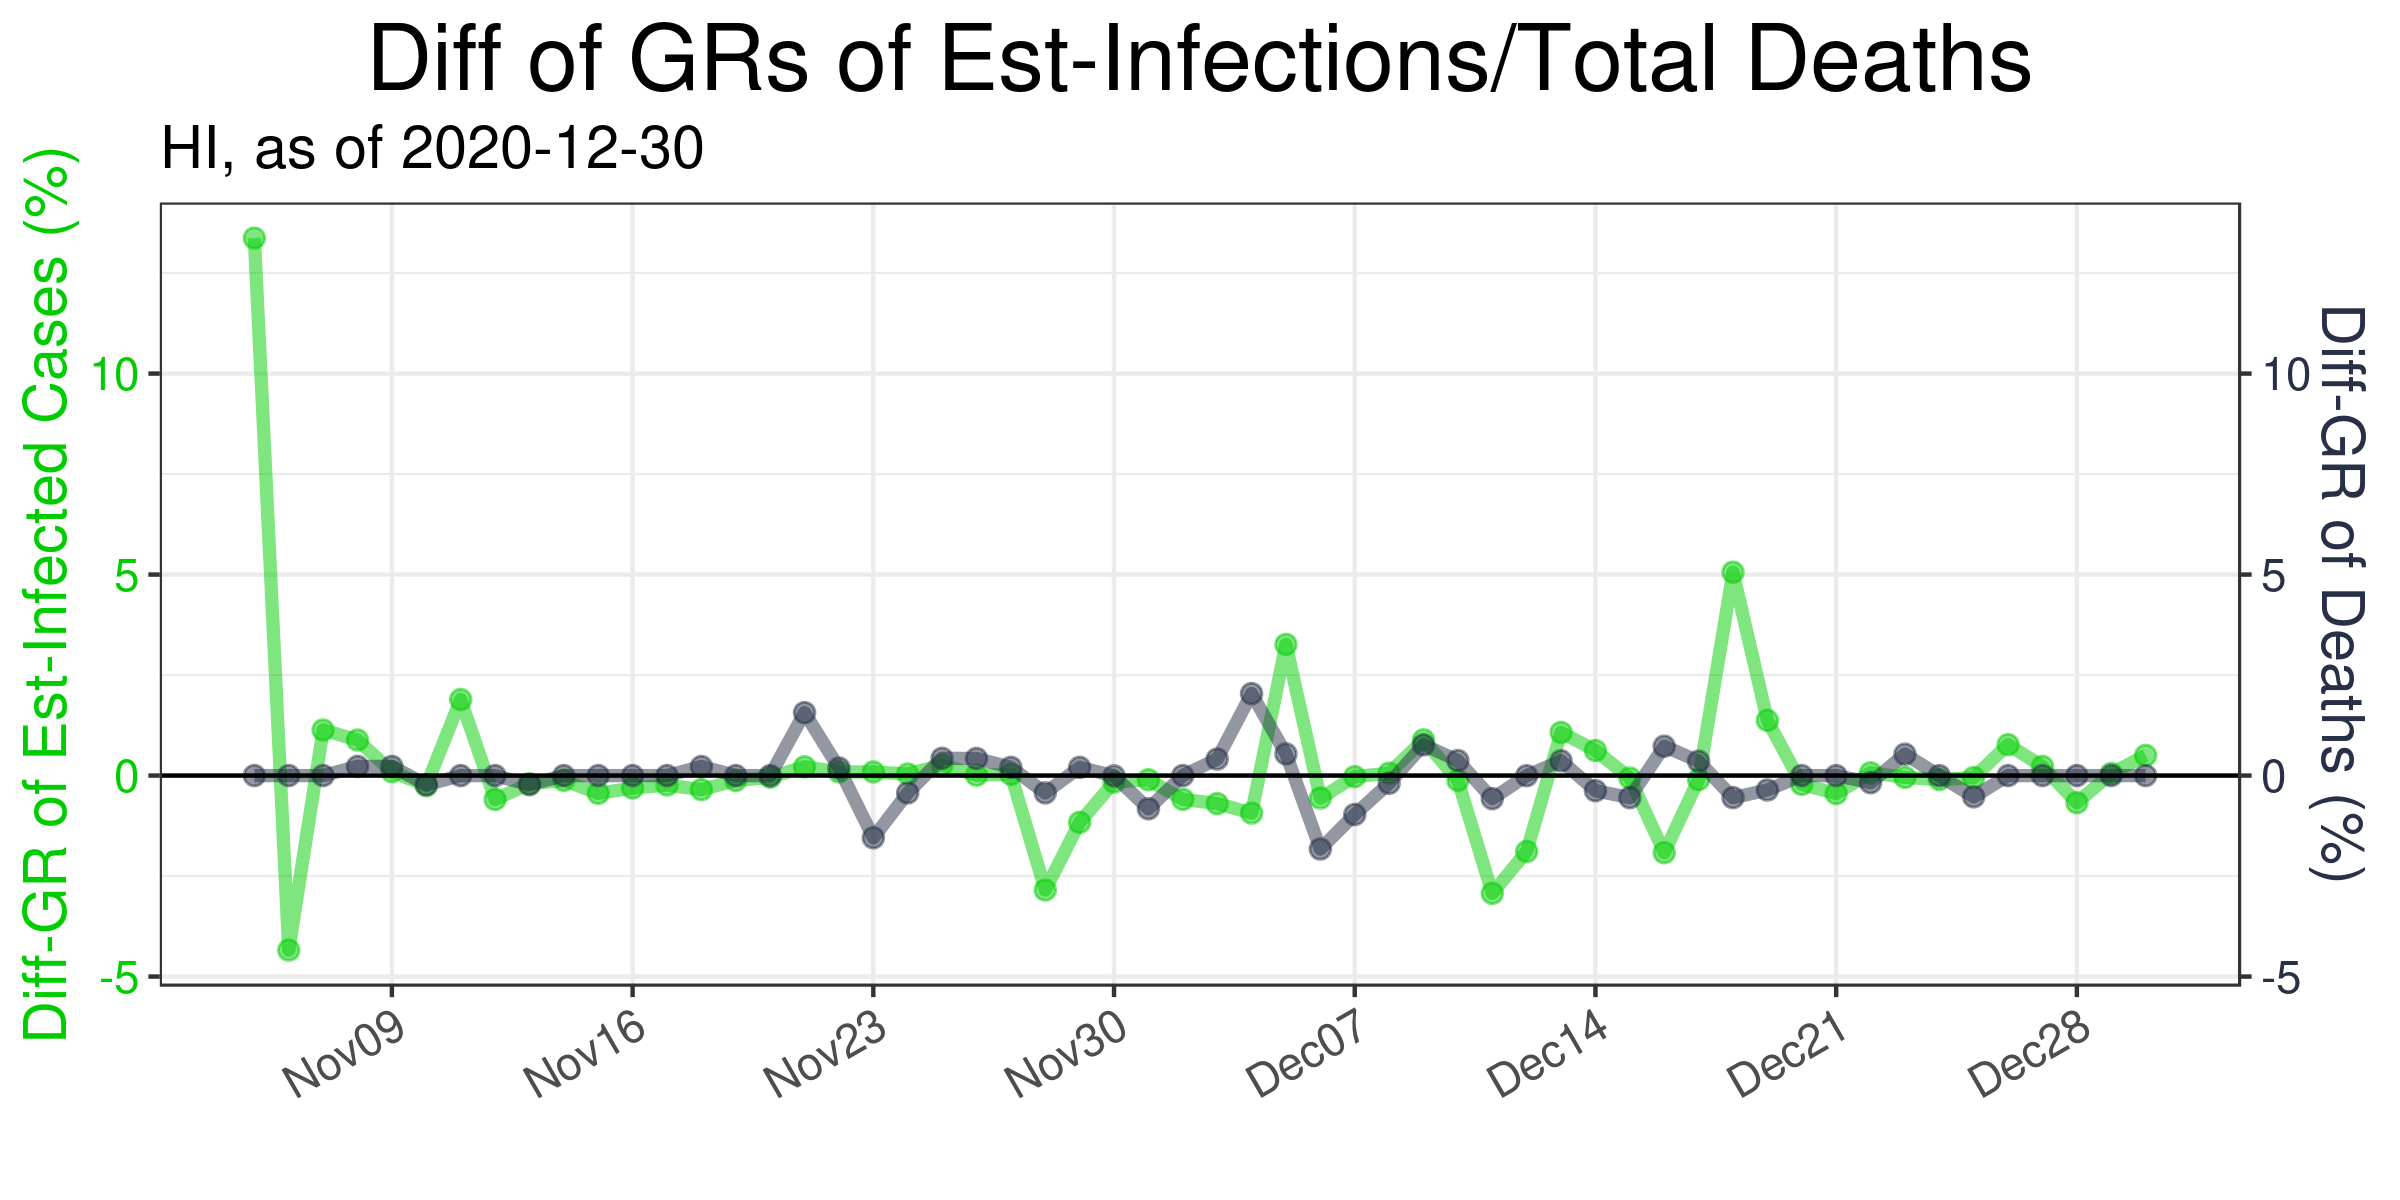 Diff of GRs of Est-Infections/Total Deaths
HI, as of 2020-12-30
Diff-GR of Est-Infected Cases (%)
10
5
0
-5
10
5
0
-5
Diff-GR of Deaths (%)
Nov09
Nov16
Nov23
Nov30
Dec07
Dec14
Dec21
Dec28